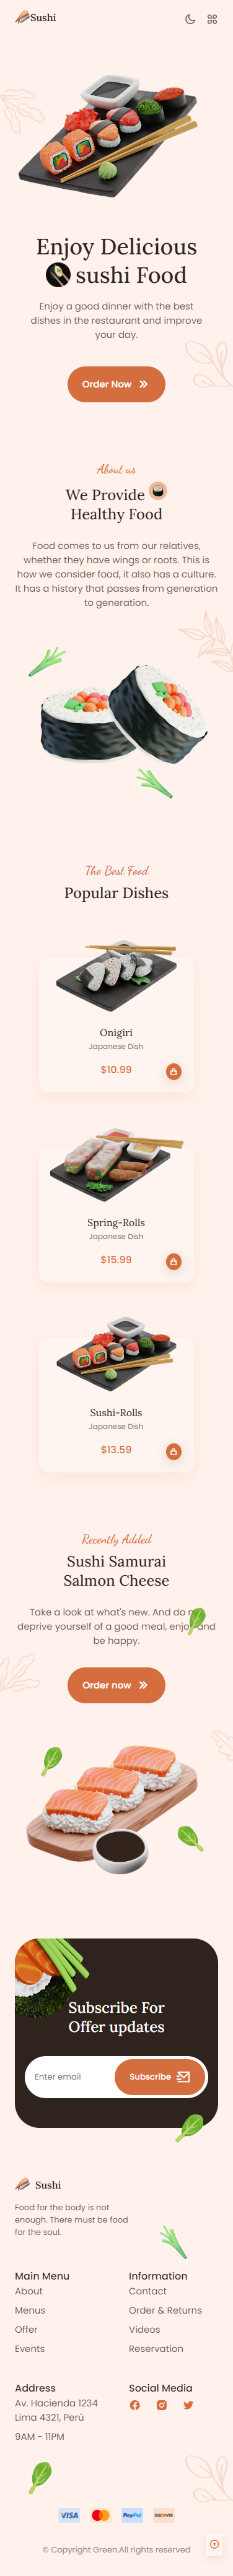 Sushi
Enjoy Delicious
sushi Food
Enjoy a good dinner with the best
dishes in the restaurant and improve
your day.
Order Now
About us
We Provide
Healthy Food
Food comes to us from our relatives,
whether they have wings or roots. This is
how we consider food, it also has a culture.
It has a history that passes from generation
to generation.
The Best Food
Popular Dishes
Onigiri
Japanese Dish
$10.99
Spring-Rolls
Japanese Dish
$15.99
Sushi-Rolls
Japanese Dish
$13.59
Recently Added
Sushi Samurai
Salmon Cheese
Take a look at what's new. And do
deprive yourself of a good meal, enjoy and
be happy.
Order now
Subscribe For
Offer updates
Enter email
Subscribe
Sushi
Food for the body is not
enough. There must be food
for the soul.
Main Menu
About
Menus
Offer
Events
Information
Contact
Order & Returns
Videos
Reservation
Address
Av. Hacienda 1234
Lima 4321, Perú
9AM - 11PM
Social Media
VISA
PayPal
DISCOVER
© Copyright Green.All rights reserved